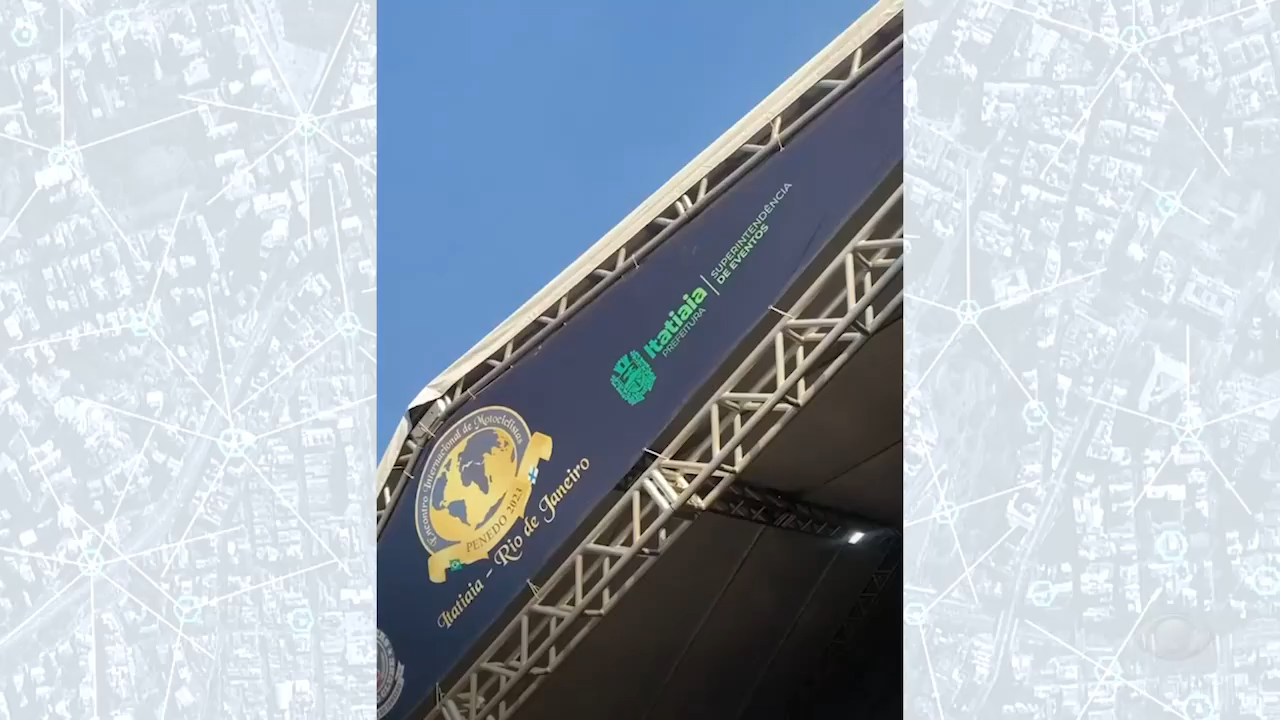 Encontro Internacional de Motociclistas
PENEDO 2023
Itatiaia - Rio de Janeiro
Itatiaia
PREFEITURA
SUPERINTENDÊNCIA
DE EVENTOS